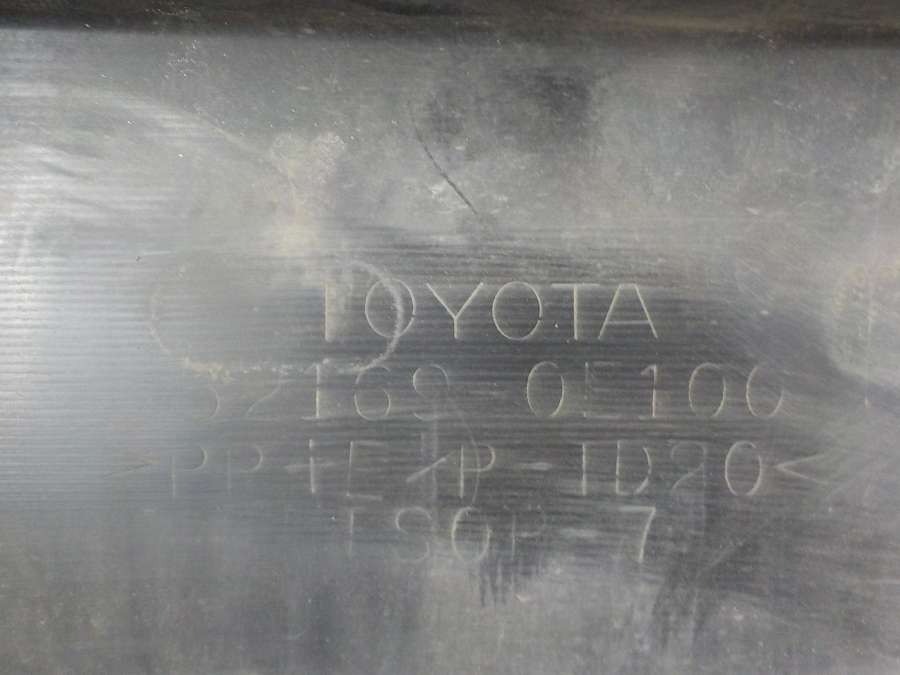 TOYOTA
52169 0E100
>PP+E/P-TD20<
TSOP 7